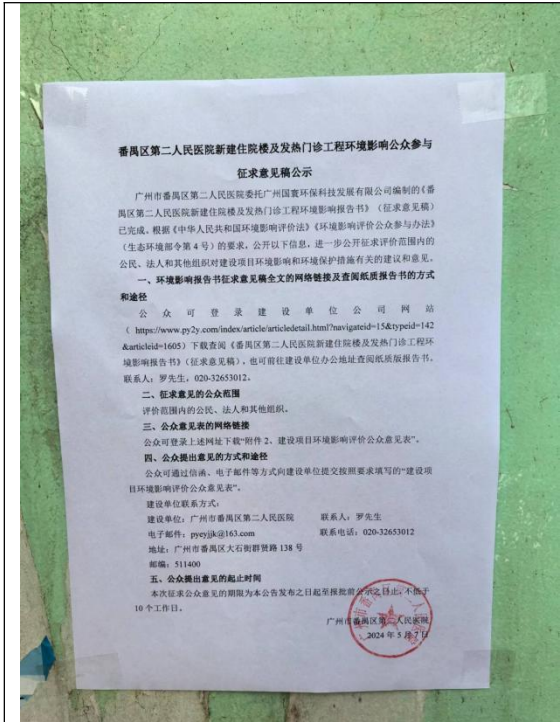 番禺区第二人民医院新建住院楼及发热门诊工程环境影响公众参与
征求意见稿公示
广州市番禺区第二人民医院委托广州国寰环保科技发展有限公司编制的《番
禺区第二人民医院新建住院楼及发热门诊工程环境影响报告书》（征求意见稿）
已完成。根据《中华人民共和国环境影响评价法》《环境影响评价公众参与办法》
（生态环境部令第4号）的要求，公开以下信息，进一步公开征求评价范围内的
公民、法人和其他组织对建设项目环境影响和环境保护措施有关的建议和意见。
一、环境影响报告书征求意见稿全文的网络链接及查阅纸质报告书的方式
和途径
公众可登录建设单位公司网站
（https://www.py2y.com/index/article/articledetail.html?navigateid=15&typeid=142
&articleid=1605）下载查阅《番禺区第二人民医院新建住院楼及发热门诊工程环
境影响报告书》（征求意见稿），也可前往建设单位办公地址查阅纸质版报告书。
联系人：罗先生，020-32653012。
二、征求意见的公众范围
评价范围内的公民、法人和其他组织。
三、公众意见表的网络链接
公众可登录上述网址下载“附件2、建设项目环境影响评价公众意见表”。
四、公众提出意见的方式和途径
公众可通过信函、电子邮件等方式向建设单位提交按照要求填写的“建设项
目环境影响评价公众意见表”。
建设单位联系方式：
建设单位：广州市番禺区第二人民医院 联系人：罗先生
电子邮件：pyeyjjk@163.com 联系电话：020-32653012
地址：广州市番禺区大石街群贤路138号
邮编：511400
五、公众提出意见的起止时间
本次征求公众意见的期限为本公告发布之日起至报批前公示之日止，不低于
10个工作日。
广州市番禺区第二人民医院
2024年5月7日